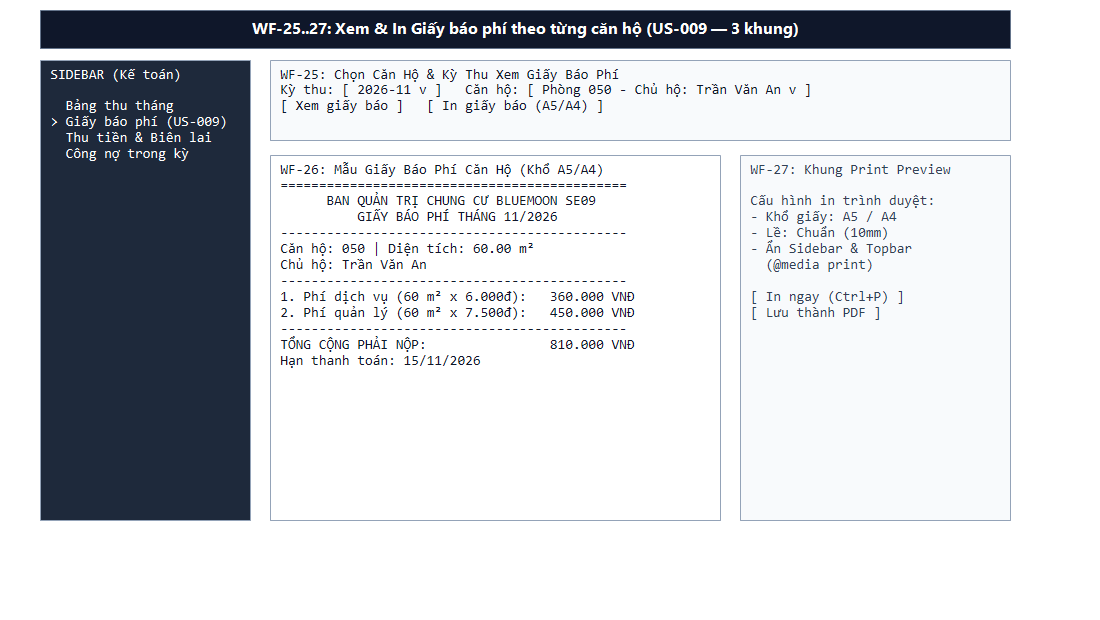 WF-25..27: Xem & In Giấy báo phí theo từng căn hộ (US-009 — 3 khung)
SIDEBAR (Kế toán)
Bảng thu tháng
> Giấy báo phí (US-009)
Thu tiền & Biên lai
Công nợ trong kỳ
WF-25: Chọn Căn Hộ & Kỳ Thu Xem Giấy Báo Phí
Kỳ thu: [ 2026-11 v ]   Căn hộ: [ Phòng 050 - Chủ hộ: Trần Văn An v ]
[ Xem giấy báo ]   [ In giấy báo (A5/A4) ]
WF-26: Mẫu Giấy Báo Phí Căn Hộ (Khổ A5/A4)
=============================================
BAN QUẢN TRỊ CHUNG CƯ BLUEMOON SE09
GIẤY BÁO PHÍ THÁNG 11/2026
---------------------------------------------
Căn hộ: 050 | Diện tích: 60.00 m²
Chủ hộ: Trần Văn An
---------------------------------------------
1. Phí dịch vụ (60 m² x 6.000đ):   360.000 VNĐ
2. Phí quản lý (60 m² x 7.500đ):   450.000 VNĐ
---------------------------------------------
TỔNG CỘNG PHẢI NỘP:                810.000 VNĐ
Hạn thanh toán: 15/11/2026
WF-27: Khung Print Preview
Cấu hình in trình duyệt:
- Khổ giấy: A5 / A4
- Lề: Chuẩn (10mm)
- Ẩn Sidebar & Topbar
(@media print)
[ In ngay (Ctrl+P) ]
[ Lưu thành PDF ]